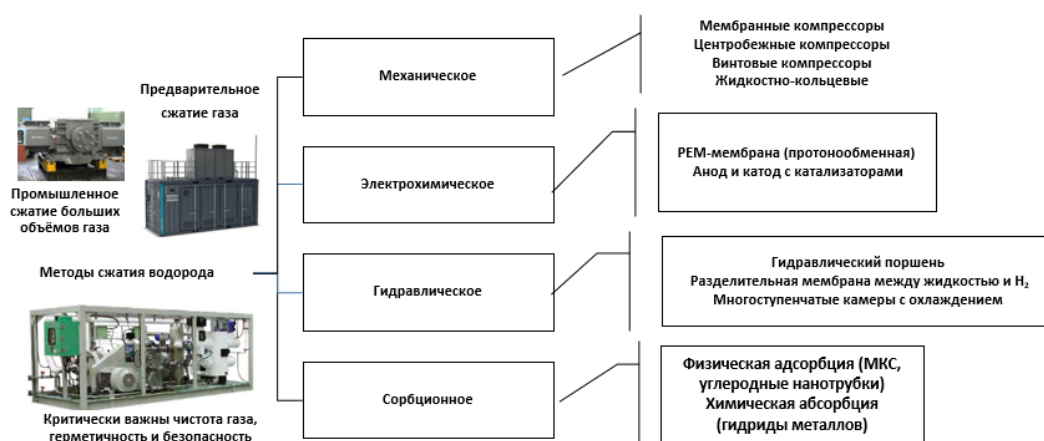 Предварительное
сжатие газа
Промышленное
сжатие больших
объёмов газа
Методы сжатия водорода
Критически важны чистота газа,
герметичность и безопасность
Механическое
Мембранные компрессоры
Центробежные компрессоры
Винтовые компрессоры
Жидкостно-кольцевые
Электрохимическое
PEM-мембрана (протонообменная)
Анод и катод с катализаторами
Гидравлическое
Гидравлический поршень
Разделительная мембрана между жидкостью и H₂
Многоступенчатые камеры с охлаждением
Сорбционное
Физическая адсорбция (МКС,
углеродные нанотрубки)
Химическая абсорбция
(гидриды металлов)